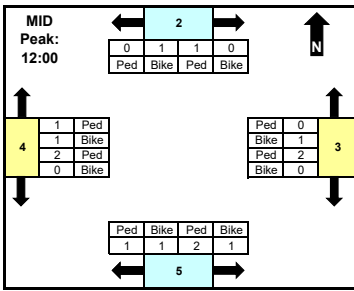 MID
Peak:
12:00
2
N
0 1 1 0
Ped Bike Ped Bike
4
1 Ped
1 Bike
2 Ped
0 Bike
Ped 0
Bike 1
Ped 2
Bike 0
3
Ped Bike Ped Bike
1 1 2 1
5